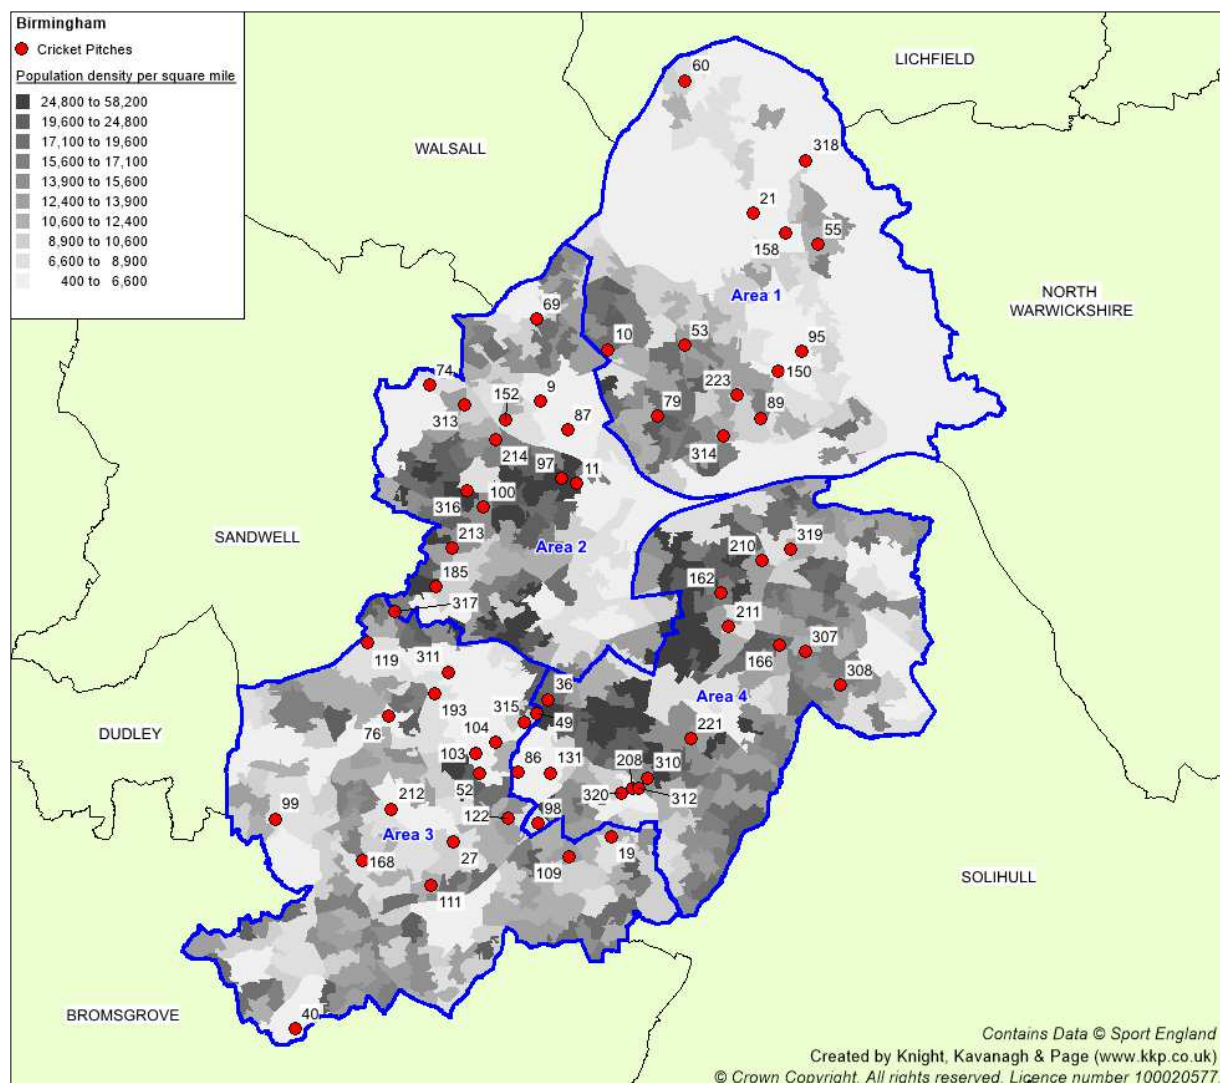 Birmingham
Cricket Pitches
Population density per square mile
24,800 to 58,200
19,600 to 24,800
17,100 to 19,600
15,600 to 17,100
13,900 to 15,600
12,400 to 13,900
10,600 to 12,400
8,900 to 10,600
6,600 to 8,900
400 to 6,600
LICHFIELD
60
WALSALL
318
21
158
55
NORTH
WARWICKSHIRE
Area 1
69
10
53
95
150
74
152
9
223
313
87
79
89
214
314
97
11
316
100
SANDWELL
213
Area 2
210
319
185
162
317
211
119
311
166
307
308
36
Area 4
193
315
49
76
104
221
DUDLEY
103
86
131
208
310
52
320
312
212
99
122
98
Area 3
27
19
168
109
111
SOLIHULL
BROMSGROVE
40
Contains Data © Sport England
Created by Knight, Kavanagh & Page (www.kkp.co.uk)
© Crown Copyright. All rights reserved. Licence number 100020577